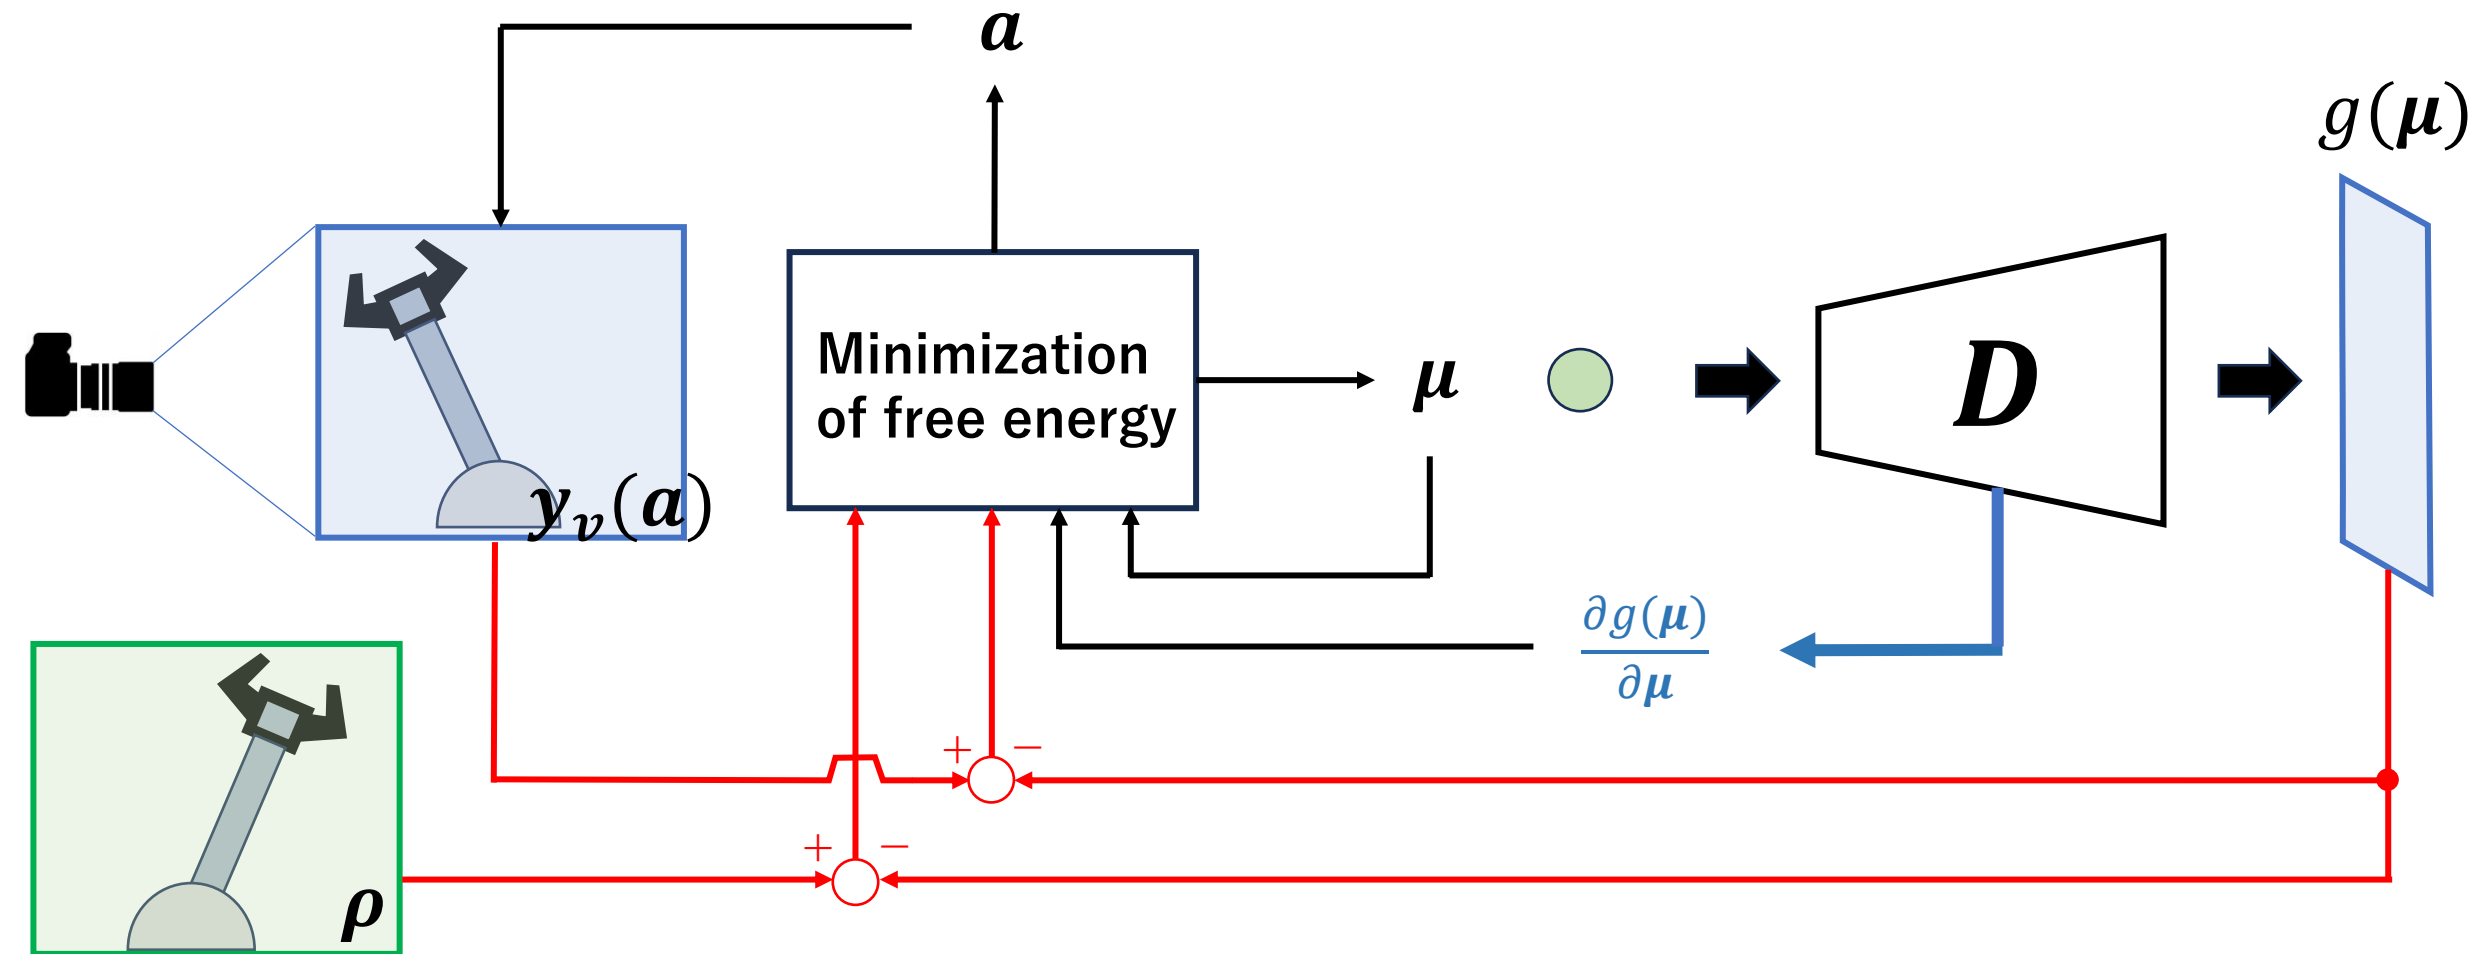 a
g(μ)
Minimization
of free energy
μ
D
y_v(a)
∂g(μ)
∂μ
+ −
+ −
ρ